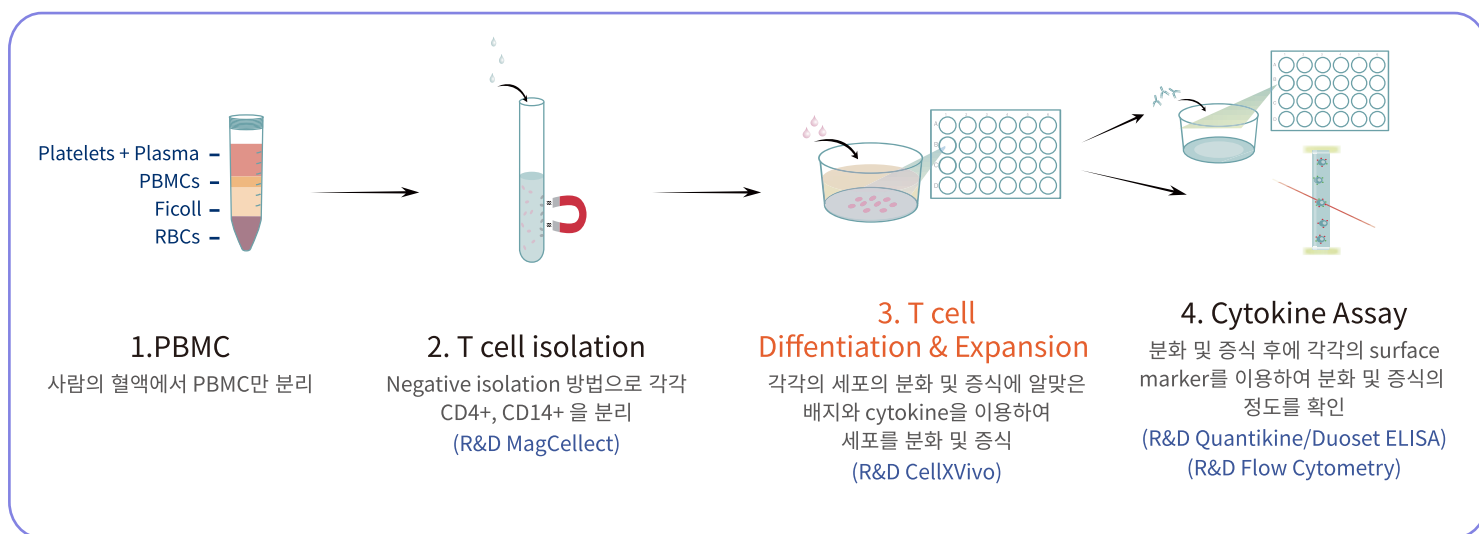 Platelets + Plasma
PBMCs
Ficoll
RBCs
1.PBMC
사람의 혈액에서 PBMC만 분리
2. T cell isolation
Negative isolation 방법으로 각각
CD4+, CD14+ 을 분리
(R&D MagCellect)
3. T cell
Diffentiation & Expansion
각각의 세포의 분화 및 증식에 알맞은
배지와 cytokine을 이용하여
세포를 분화 및 증식
(R&D CellXVivo)
4. Cytokine Assay
분화 및 증식 후에 각각의 surface
marker를 이용하여 분화 및 증식의
정도를 확인
(R&D Quantikine/Duoset ELISA)
(R&D Flow Cytometry)